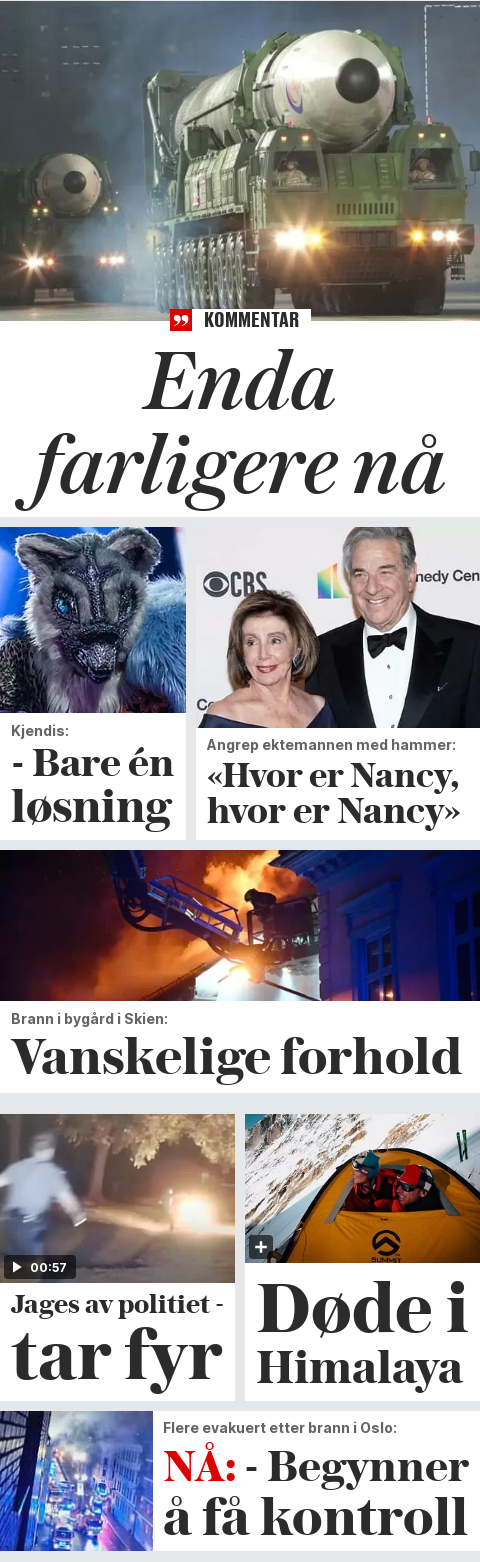 KOMMENTAR
Enda
farligere nå
CBS
nedy Cen
C
Kjendis:
- Bare én
løsning
Angrep ektemannen med hammer:
«Hvor er Nancy,
hvor er Nancy»
Brann i bygård i Skien:
Vanskelige forhold
00:57
Jages av politiet -
tar fyr
SUMMIT
Døde i
Himalaya
Flere evakuert etter brann i Oslo:
NÅ: - Begynner
å få kontroll